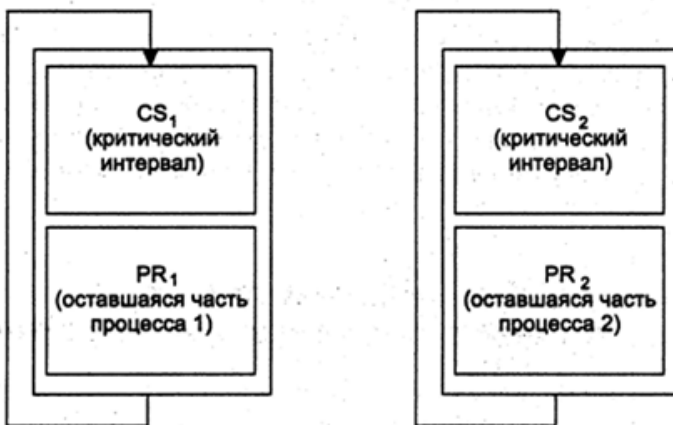 CS₁
(критический
интервал)
PR₁
(оставшаяся часть
процесса 1)
CS₂
(критический
интервал)
PR₂
(оставшаяся часть
процесса 2)